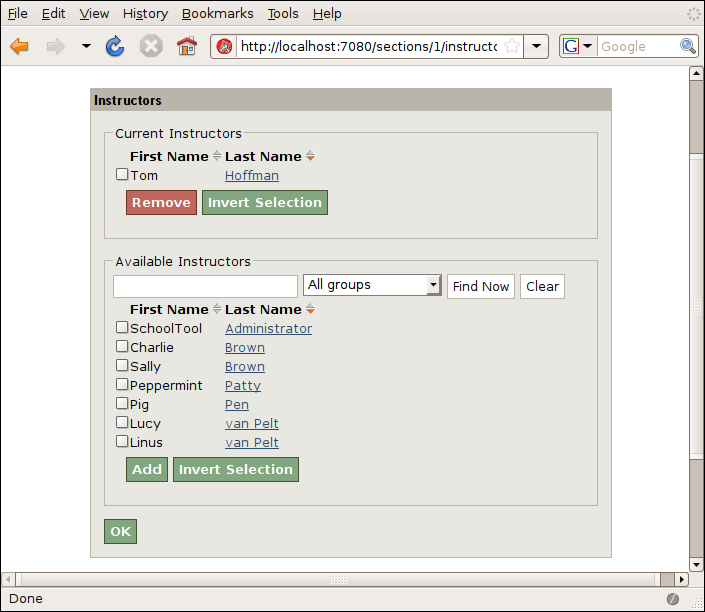 File Edit View History Bookmarks Tools Help
http://localhost:7080/sections/1/instructo
G Google
Instructors
Current Instructors
First Name Last Name
Tom Hoffman
Remove Invert Selection
Available Instructors
All groups Find Now Clear
First Name Last Name
SchoolTool Administrator
Charlie Brown
Sally Brown
Peppermint Patty
Pig Pen
Lucy van Pelt
Linus van Pelt
Add Invert Selection
OK
Done